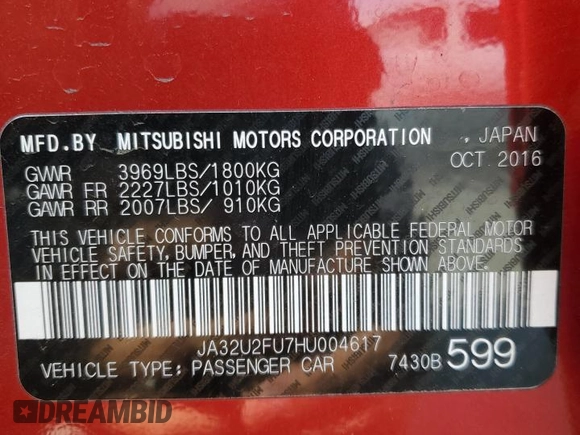 MFD.BY MITSUBISHI MOTORS CORPORATION , JAPAN
OCT 2016
GVWR 3969LBS/1800KG
GAWR FR 2227LBS/1010KG
GAWR RR 2007LBS/ 910KG
THIS VEHICLE CONFORMS TO ALL APPLICABLE FEDERAL MOTOR
VEHICLE SAFETY, BUMPER, AND THEFT PREVENTION STANDARDS
IN EFFECT ON THE DATE OF MANUFACTURE SHOWN ABOVE.
JA32U2FU7HU004617
VEHICLE TYPE: PASSENGER CAR 7430B 599
DREAMBID